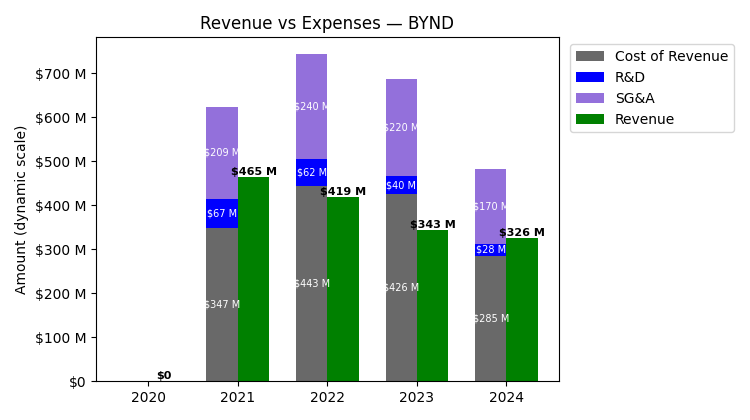 Revenue vs Expenses — BYND
Amount (dynamic scale)
$700 M
$600 M
$500 M
$400 M
$300 M
$200 M
$100 M
$0
$0
$209 M
$67 M
$347 M
$465 M
$240 M
$62 M
$443 M
$419 M
$220 M
$40 M
$426 M
$343 M
$170 M
$28 M
$285 M
$326 M
2020 2021 2022 2023 2024
Cost of Revenue
R&D
SG&A
Revenue